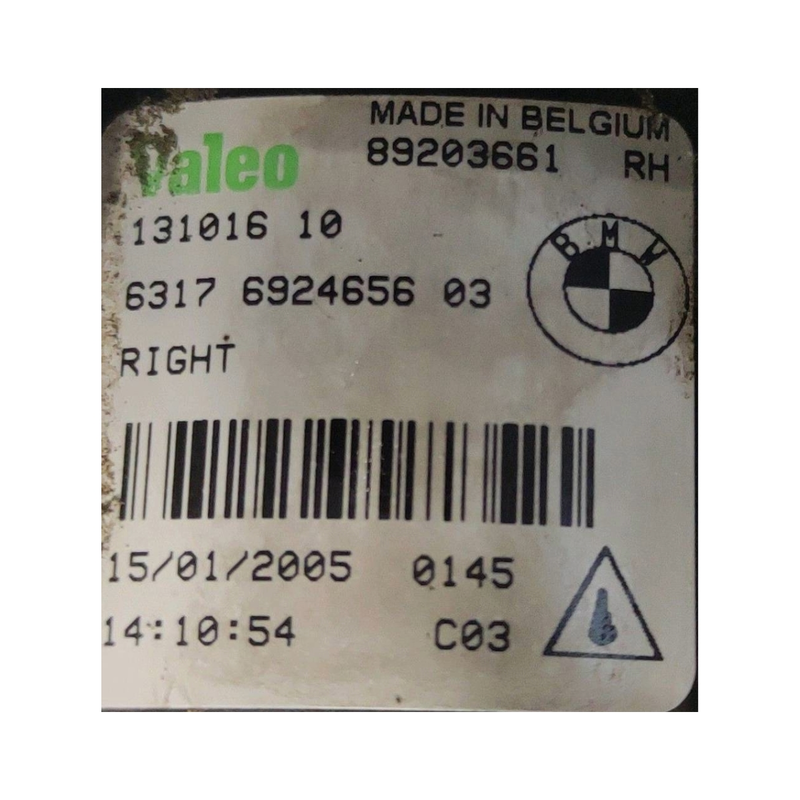 MADE IN BELGIUM
Valeo 89203661 RH
131016 10
BMW
6317 6924656 03
RIGHT
15/01/2005 0145
14:10:54 C03